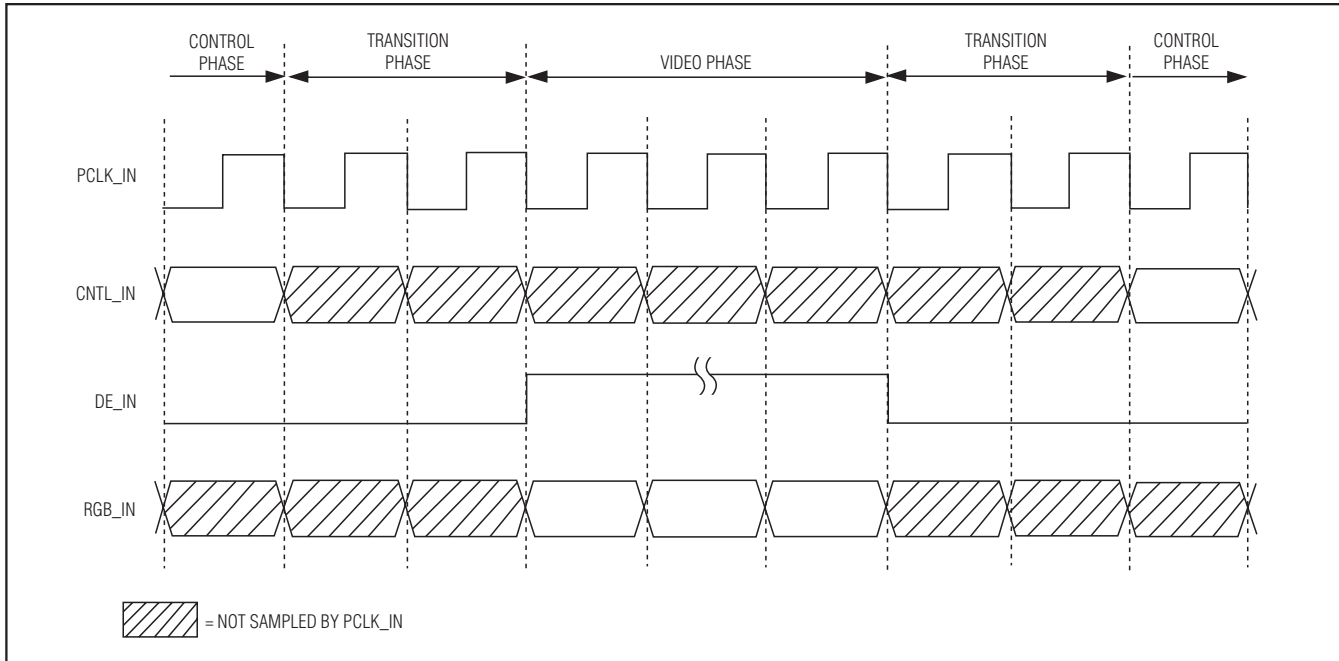 CONTROL
PHASE
TRANSITION
PHASE
VIDEO PHASE
TRANSITION
PHASE
CONTROL
PHASE
PCLK_IN
CNTL_IN
DE_IN
RGB_IN
= NOT SAMPLED BY PCLK_IN